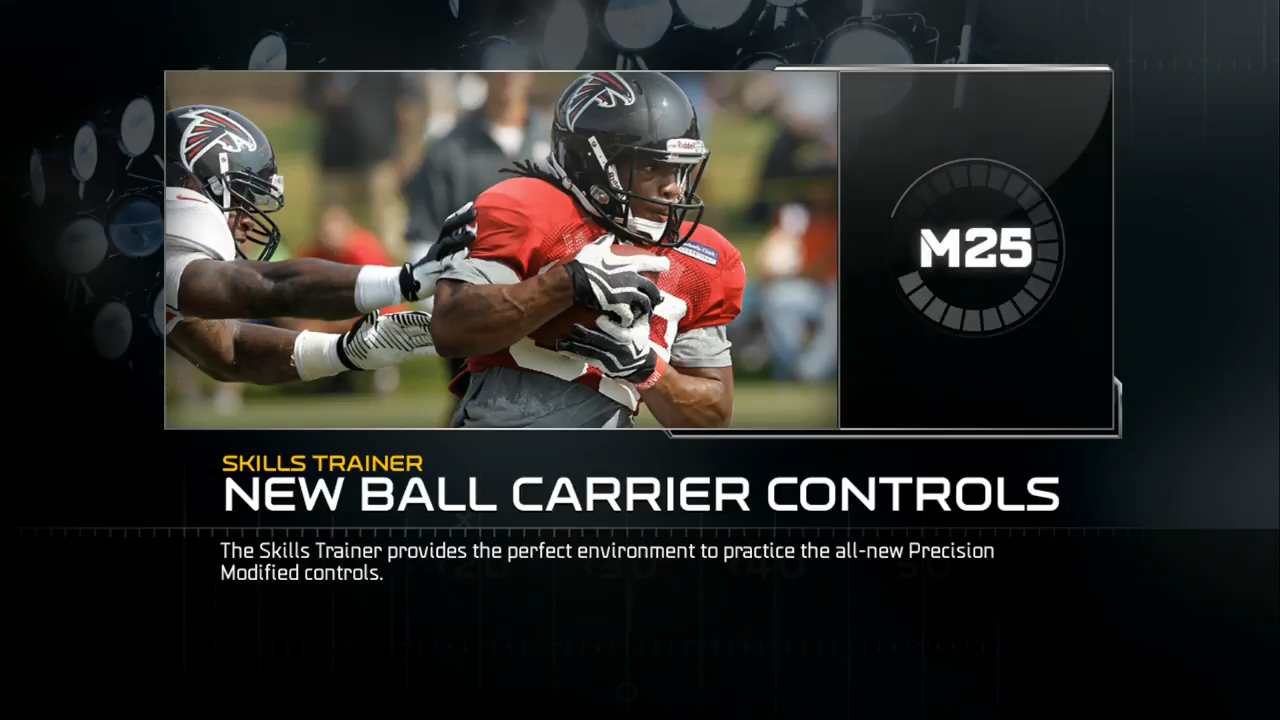 Riddell
M25
SKILLS TRAINER
NEW BALL CARRIER CONTROLS
The Skills Trainer provides the perfect environment to practice the all-new Precision
Modified controls.